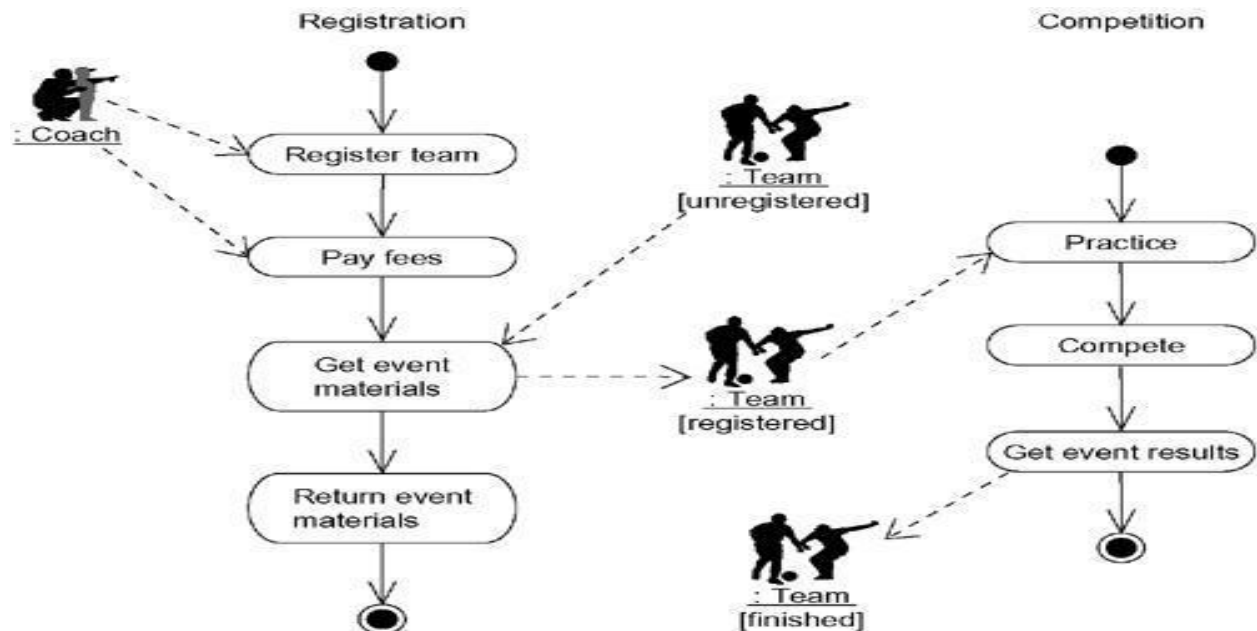 Registration
Competition
: Coach
Register team
: Team
[unregistered]
Pay fees
Practice
Get event
materials
: Team
[registered]
Compete
Get event results
Return event
materials
: Team
[finished]